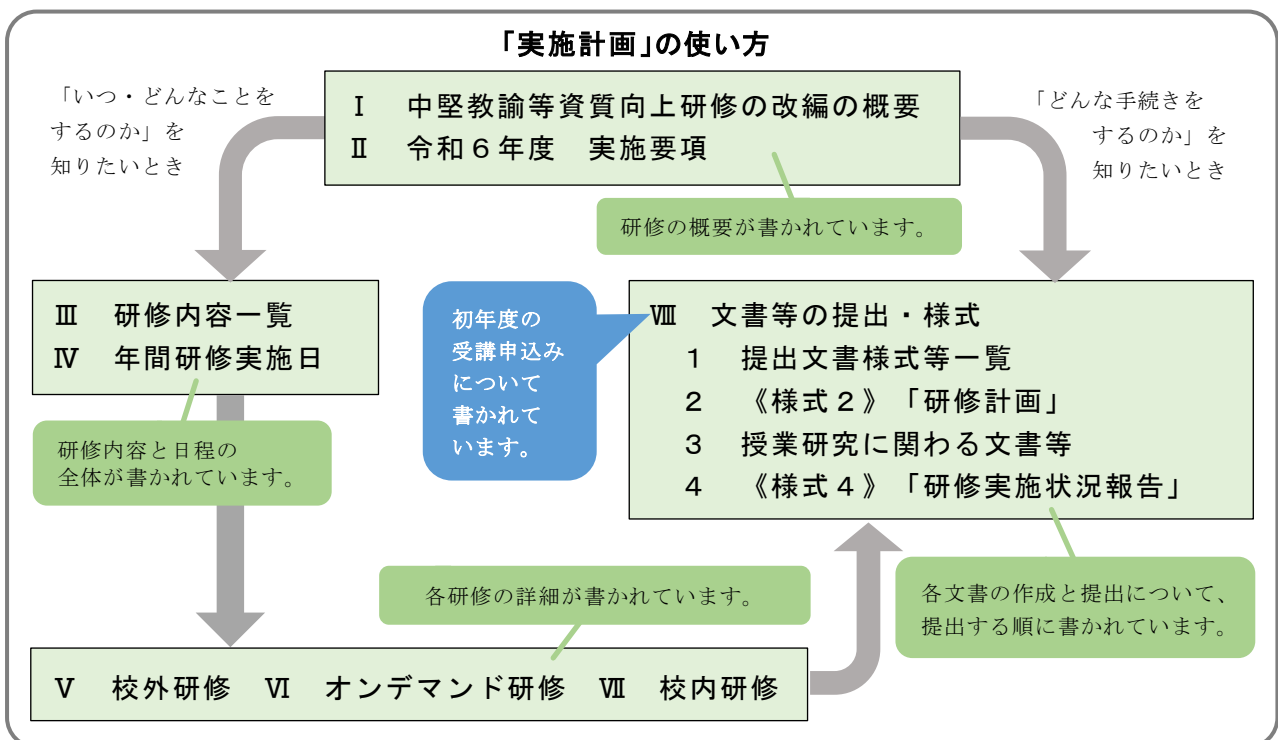 「実施計画」の使い方
「いつ・どんなことを
するのか」を
知りたいとき
Ⅰ 中堅教諭等資質向上研修の改編の概要
Ⅱ 令和６年度 実施要項
「どんな手続きを
するのか」を
知りたいとき
研修の概要が書かれています。
Ⅲ 研修内容一覧
Ⅳ 年間研修実施日
研修内容と日程の
全体が書かれています。
初年度の
受講申込み
について
書かれて
います。
Ⅷ 文書等の提出・様式
１ 提出文書様式等一覧
２ 《様式２》「研修計画」
３ 授業研究に関わる文書等
４ 《様式４》「研修実施状況報告」
各研修の詳細が書かれています。
各文書の作成と提出について、
提出する順に書かれています。
Ⅴ 校外研修 Ⅵ オンデマンド研修 Ⅶ 校内研修